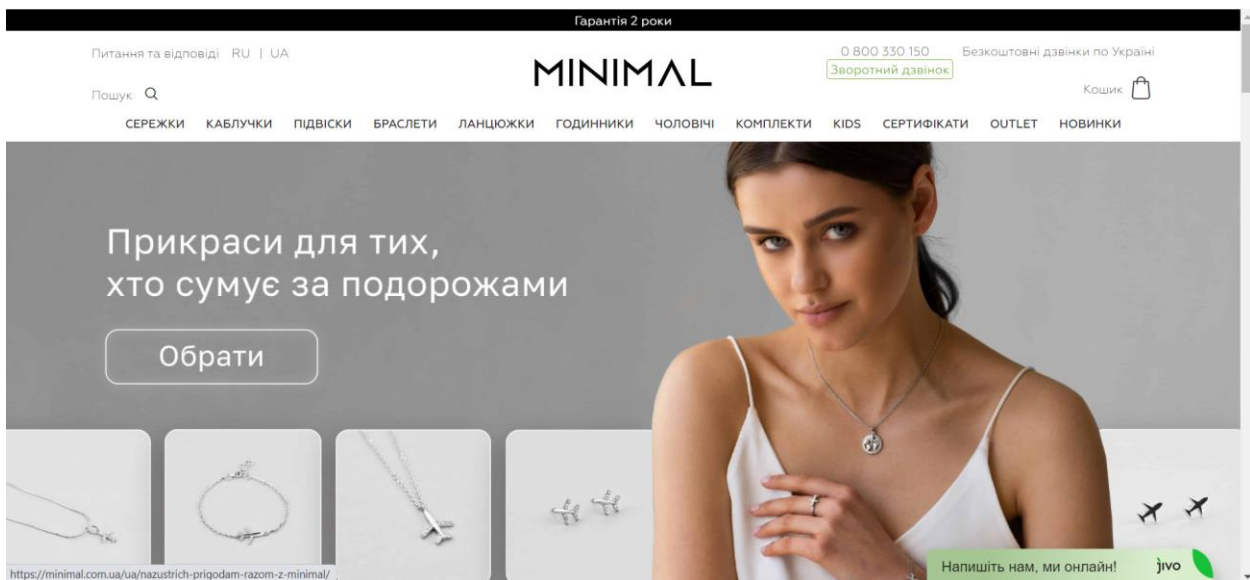 Гарантія 2 роки
Питання та відповіді RU | UA
0 800 330 150 Безкоштовні дзвінки по Україні
MINIMAL
Зворотний дзвінок
Пошук
Кошик
СЕРЕЖКИ КАБЛУЧКИ ПІДВІСКИ БРАСЛЕТИ ЛАНЦЮЖКИ ГОДИННИКИ ЧОЛОВІЧІ КОМПЛЕКТИ KIDS СЕРТИФІКАТИ OUTLET НОВИНКИ
Прикраси для тих,
хто сумує за подорожами
Обрати
Напишіть нам, ми онлайн! jivo
https://minimal.com.ua/ua/nazustrich-prigodam-razom-z-minimal/